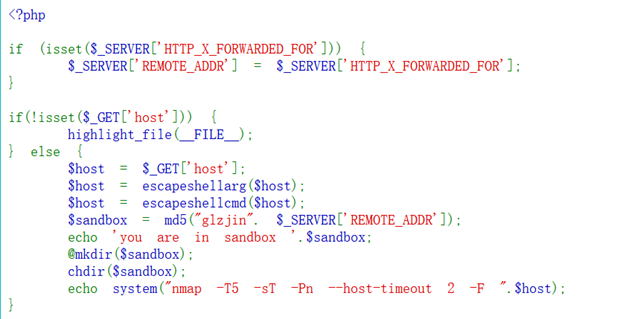 <?php
if (isset($_SERVER['HTTP_X_FORWARDED_FOR'])) {
$_SERVER['REMOTE_ADDR'] = $_SERVER['HTTP_X_FORWARDED_FOR'];
}
if(!isset($_GET['host'])) {
highlight_file(__FILE__);
} else {
$host = $_GET['host'];
$host = escapeshellarg($host);
$host = escapeshellcmd($host);
$sandbox = md5("glzjin". $_SERVER['REMOTE_ADDR']);
echo 'you are in sandbox '.$sandbox;
@mkdir($sandbox);
chdir($sandbox);
echo system("nmap -T5 -sT -Pn --host-timeout 2 -F ".$host);
}